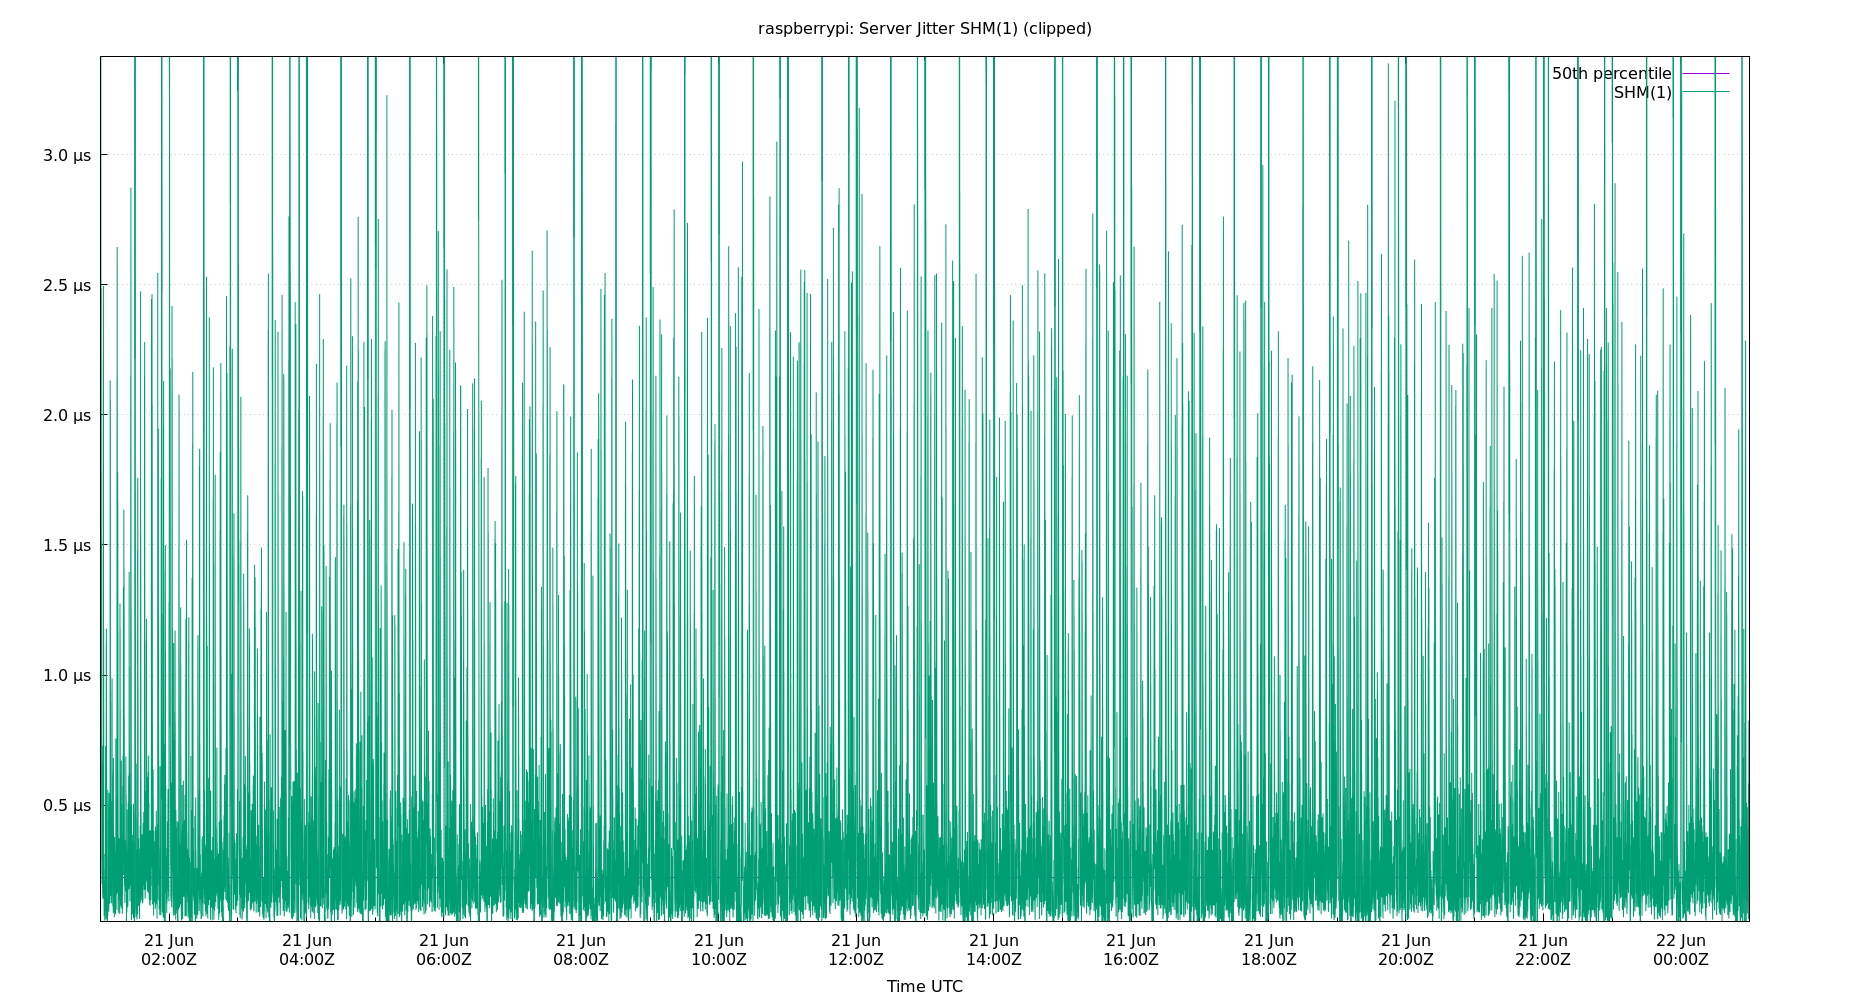 raspberrypi: Server Jitter SHM(1) (clipped)
50th percentile
SHM(1)
3.0 µs
2.5 µs
2.0 µs
1.5 µs
1.0 µs
0.5 µs
21 Jun 21 Jun 21 Jun 21 Jun 21 Jun 21 Jun 21 Jun 21 Jun 21 Jun 21 Jun 21 Jun 22 Jun
02:00Z 04:00Z 06:00Z 08:00Z 10:00Z 12:00Z 14:00Z 16:00Z 18:00Z 20:00Z 22:00Z 00:00Z
Time UTC